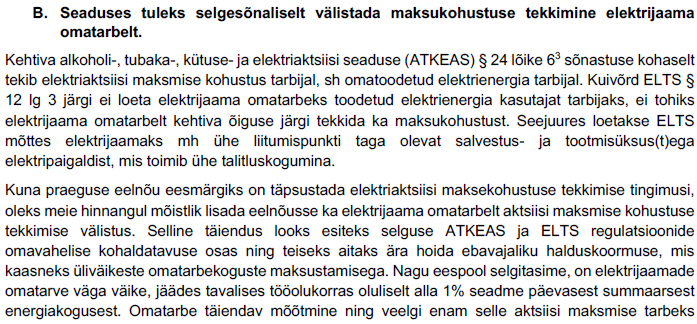 B. Seaduses tuleks selgesõnaliselt välistada maksukohustuse tekkimine elektrijaama
omatarbelt.
Kehtiva alkoholi-, tubaka-, kütuse- ja elektriaktsiisi seaduse (ATKEAS) § 24 lõike 6³ sõnastuse kohaselt
tekib elektriaktsiisi maksmise kohustus tarbijal, sh omatoodetud elektrienergia tarbijal. Kuivõrd ELTS §
12 lg 3 järgi ei loeta elektrijaama omatarbeks toodetud elektrienergia kasutajat tarbijaks, ei tohiks
elektrijaama omatarbelt kehtiva õiguse järgi tekkida ka maksukohustust. Seejuures loetakse ELTS
mõttes elektrijaamaks mh ühe liitumispunkti taga olevat salvestus- ja tootmisüksus(t)ega
elektripaigaldist, mis toimib ühe talitluskogumina.
Kuna praeguse eelnõu eesmärgiks on täpsustada elektriaktsiisi maksekohustuse tekkimise tingimusi,
oleks meie hinnangul mõistlik lisada eelnõusse ka elektrijaama omatarbelt aktsiisi maksmise kohustuse
tekkimise välistus. Selline täiendus looks esiteks selguse ATKEAS ja ELTS regulatsioonide
omavahelise kohaldatavuse osas ning teiseks aitaks ära hoida ebavajaliku halduskoormuse, mis
kaasneks üliväikeste omatarbekoguste maksustamisega. Nagu eespool selgitasime, on elektrijaamade
omatarve väga väike, jäädes tavalises töölukorras oluliselt alla 1% seadme päevasest summaarsest
energiakogusest. Omatarbe täiendav mõõtmine ning veelgi enam selle aktsiisi maksmise tarbeks